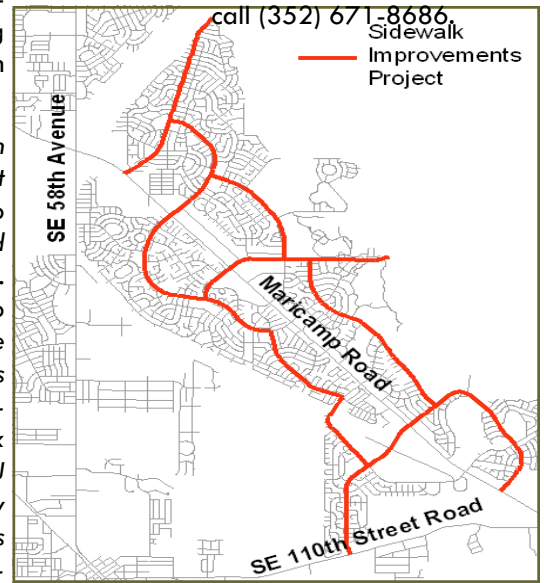 call (352) 671-8686.
Sidewalk
Improvements
Project
SE 58th Avenue
Maricamp Road
SE 110th Street Road